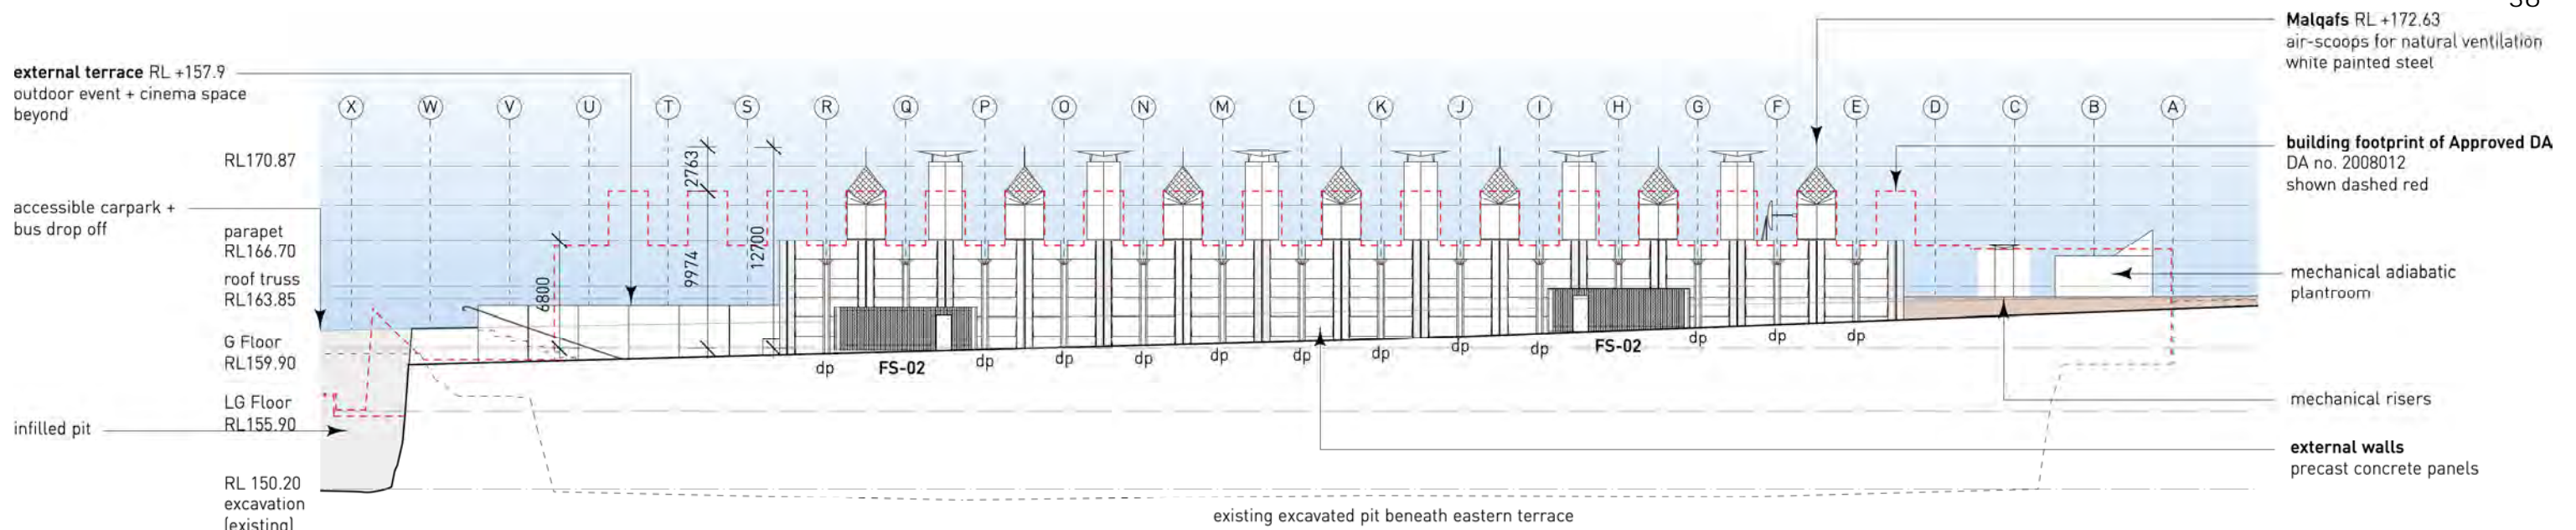 38
Malqafs RL +172.63
air-scoops for natural ventilation
white painted steel
external terrace RL +157.9
outdoor event + cinema space
beyond
X W V U T S R Q P O N M L K J I H G F E D C B A
RL170.87
2763
building footprint of Approved DA
DA no. 2008012
shown dashed red
accessible carpark +
bus drop off
parapet
RL166.70
roof truss
RL163.85
6800
9974
12700
mechanical adiabatic
plantroom
G Floor
RL159.90
dp FS-02 dp dp dp dp dp dp dp dp FS-02 dp dp dp
LG Floor
RL155.90
mechanical risers
infilled pit
external walls
precast concrete panels
RL 150.20
excavation
(existing)
existing excavated pit beneath eastern terrace